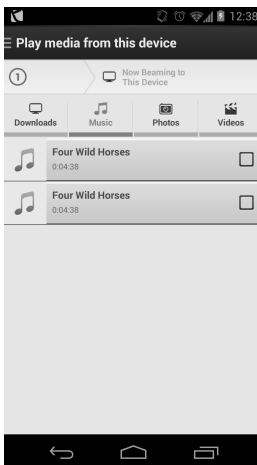 12:38
Play media from this device
1
Now Beaming to
This Device
Downloads
Music
Photos
Videos
Four Wild Horses
0:04:38
Four Wild Horses
0:04:38